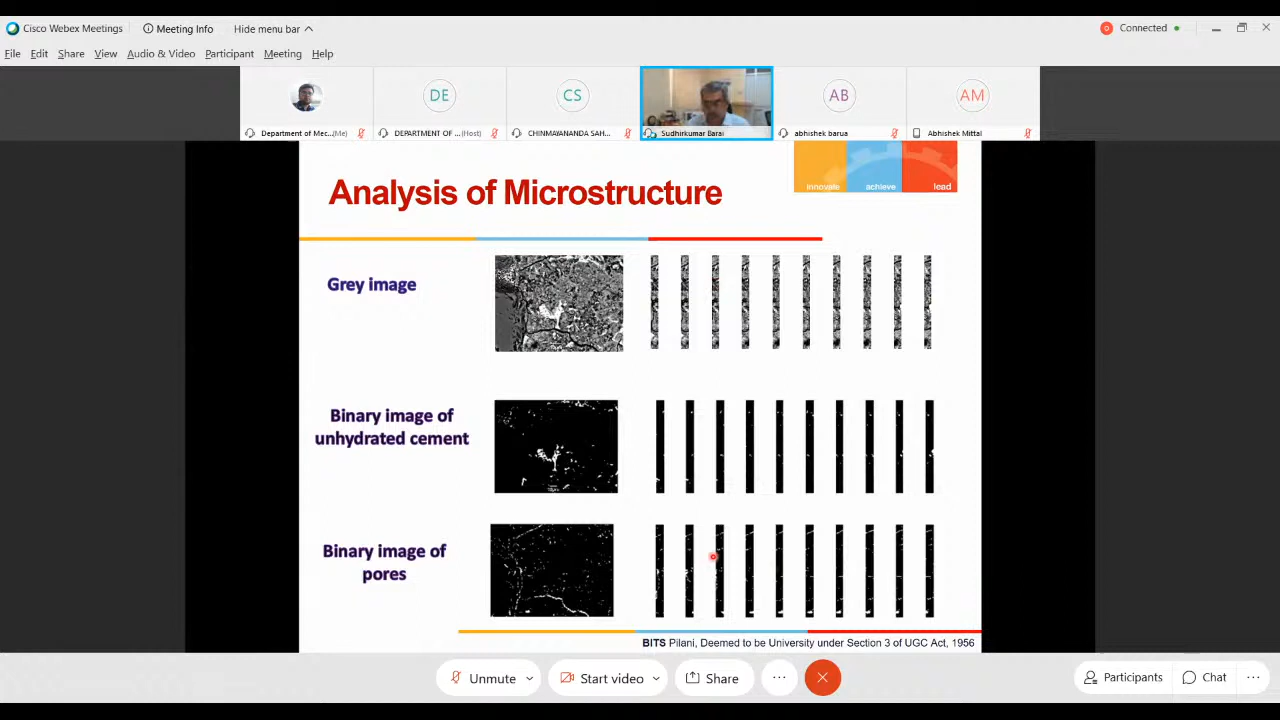 Cisco Webex Meetings
Meeting Info
Hide menu bar
Connected
File Edit Share View Audio & Video Participant Meeting Help
DE
CS
AB
AM
Department of Mec... (Me)
DEPARTMENT OF ... (Host)
CHINMAYANANDA SAH...
Sudhirkumar Barai
abhishek barua
Abhishek Mittal
innovate achieve lead
Analysis of Microstructure
Grey image
Binary image of
unhydrated cement
Binary image of
pores
BITS Pilani, Deemed to be University under Section 3 of UGC Act, 1956
Unmute
Start video
Share
Participants
Chat